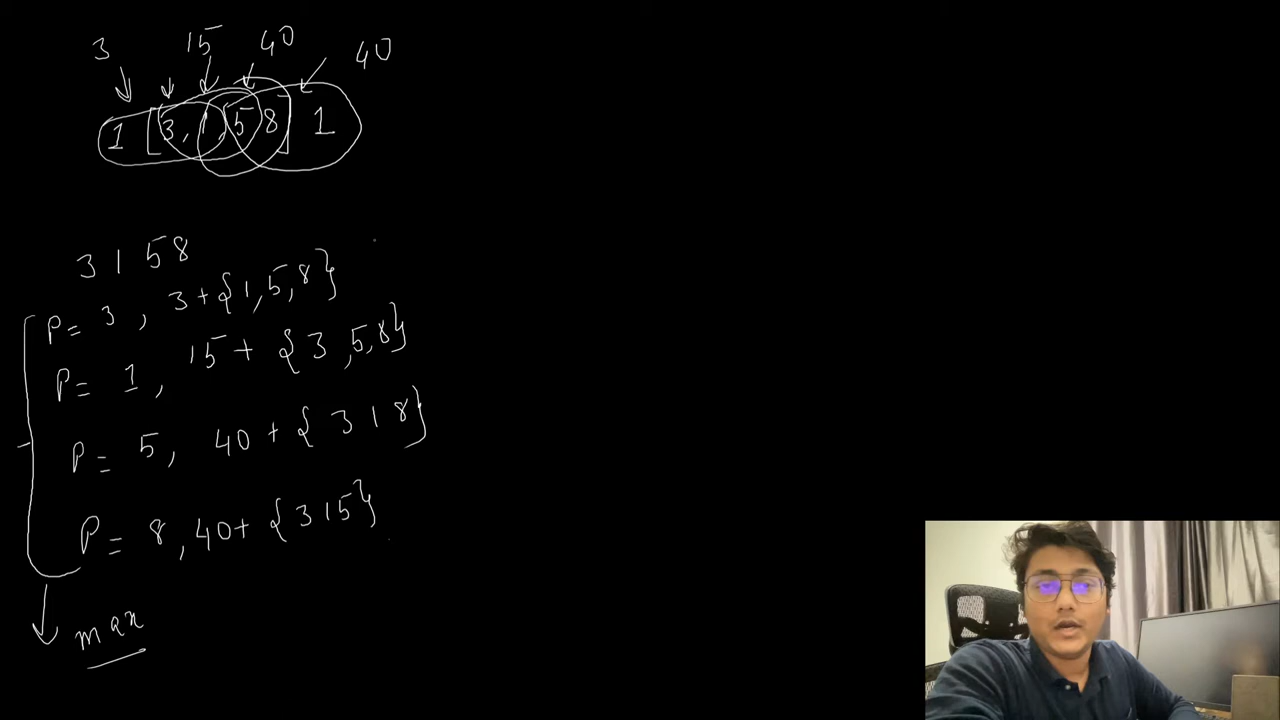 3 15 40 40
1 [3, 1, 5 8] 1
3 1 5 8
P = 3, 3+{1,5,8}
P = 1, 15+ {3,5,8}
P = 5, 40+{3 1 8}
P = 8, 40+{3 1 5}
max